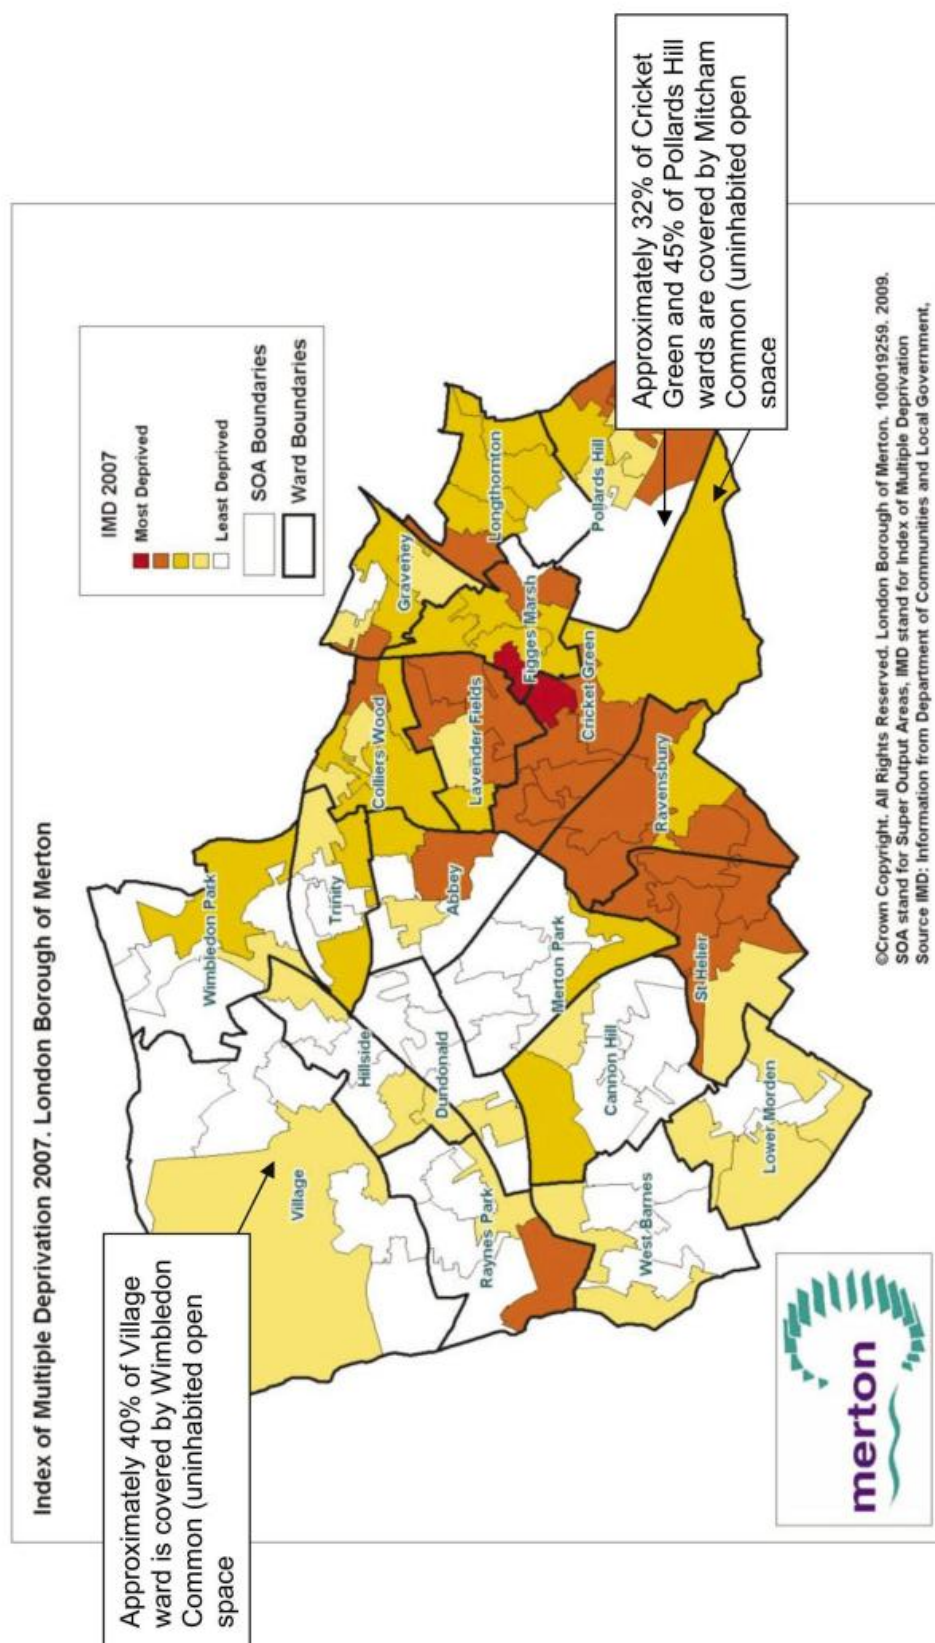 Index of Multiple Deprivation 2007. London Borough of Merton
Approximately 40% of Village
ward is covered by Wimbledon
Common (uninhabited open
space
IMD 2007
Most Deprived
Least Deprived
SOA Boundaries
Ward Boundaries
Approximately 32% of Cricket
Green and 45% of Pollards Hill
wards are covered by Mitcham
Common (uninhabited open
space
Village
Wimbledon Park
Hillside
Trinity
Raynes Park
Dundonald
Abbey
Colliers Wood
Graveney
Lavender Fields
Longthornton
Figges Marsh
Pollards Hill
Merton Park
Cannon Hill
West Barnes
Cricket Green
Ravensbury
St Helier
Lower Morden
merton
©Crown Copyright. All Rights Reserved. London Borough of Merton. 100019259. 2009.
SOA stand for Super Output Areas, IMD stand for Index of Multiple Deprivation
Source IMD: Information from Department of Communities and Local Government,